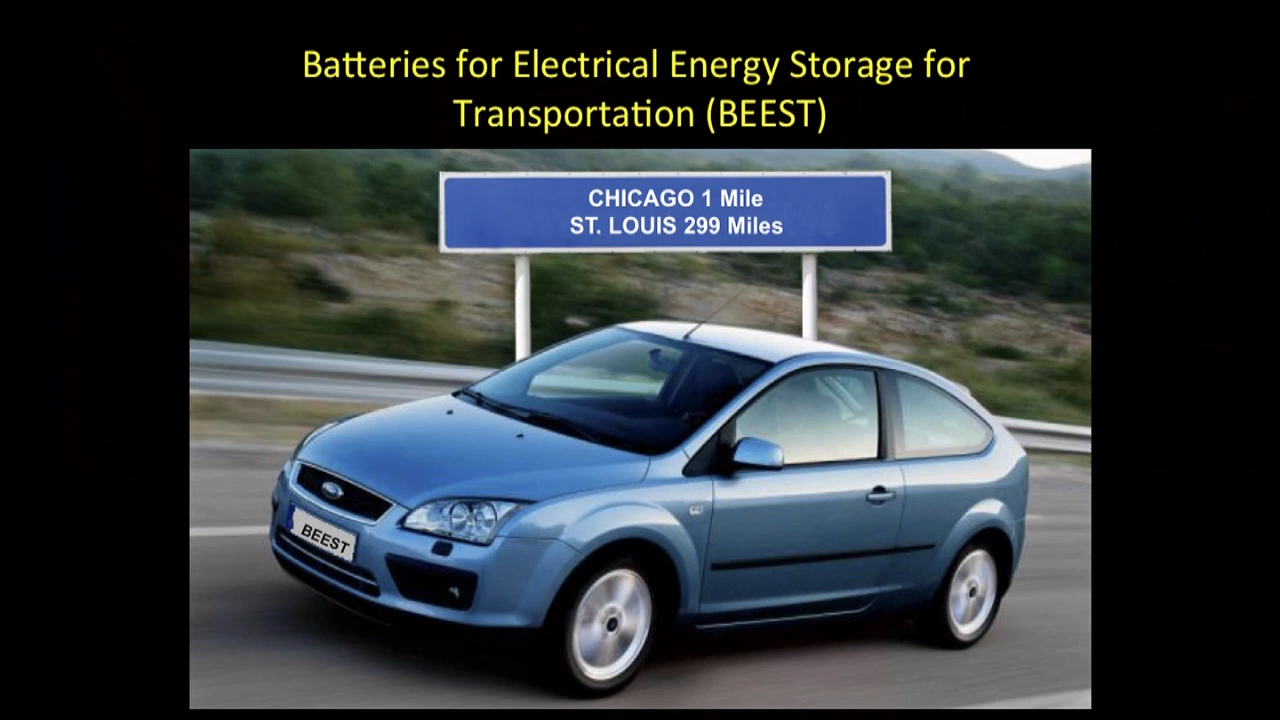 Batteries for Electrical Energy Storage for
Transportation (BEEST)
CHICAGO 1 Mile
ST. LOUIS 299 Miles
BEEST